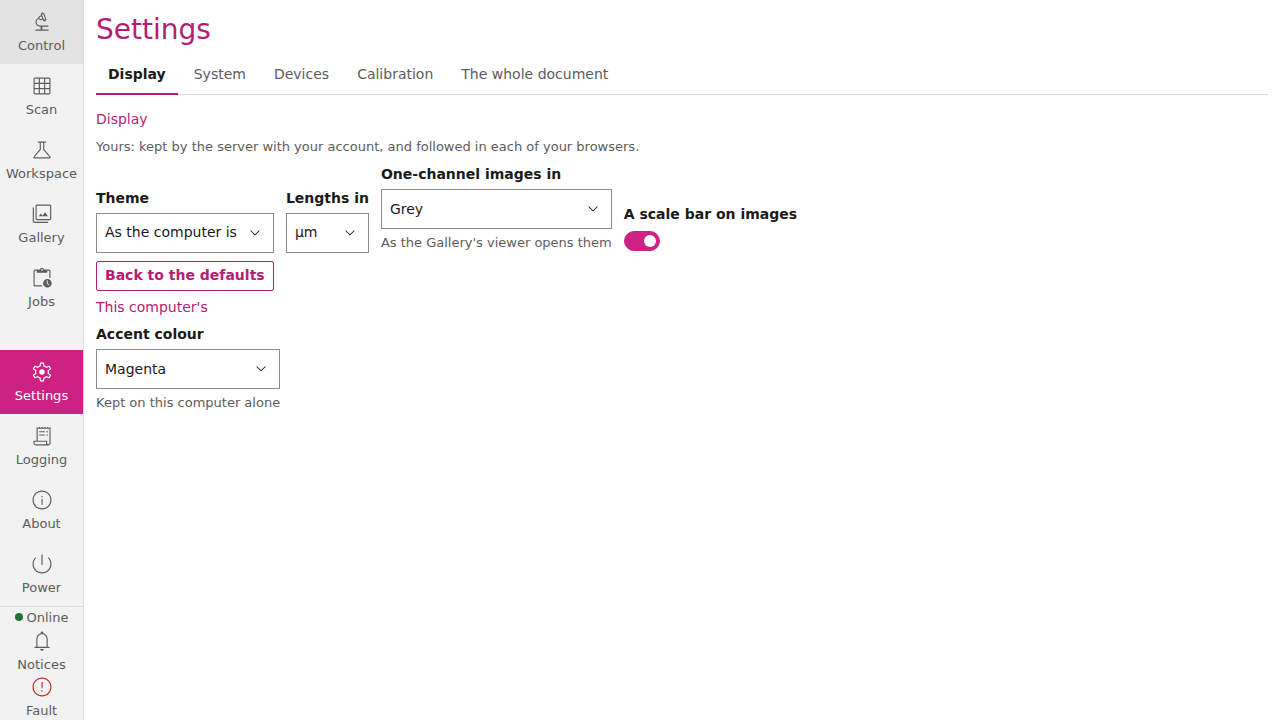 Control
Scan
Workspace
Gallery
Jobs
Settings
Logging
About
Power
Online
Notices
Fault
Settings
Display
System
Devices
Calibration
The whole document
Display
Yours: kept by the server with your account, and followed in each of your browsers.
Theme
As the computer is
Lengths in
µm
One-channel images in
Grey
As the Gallery's viewer opens them
A scale bar on images
Back to the defaults
This computer's
Accent colour
Magenta
Kept on this computer alone